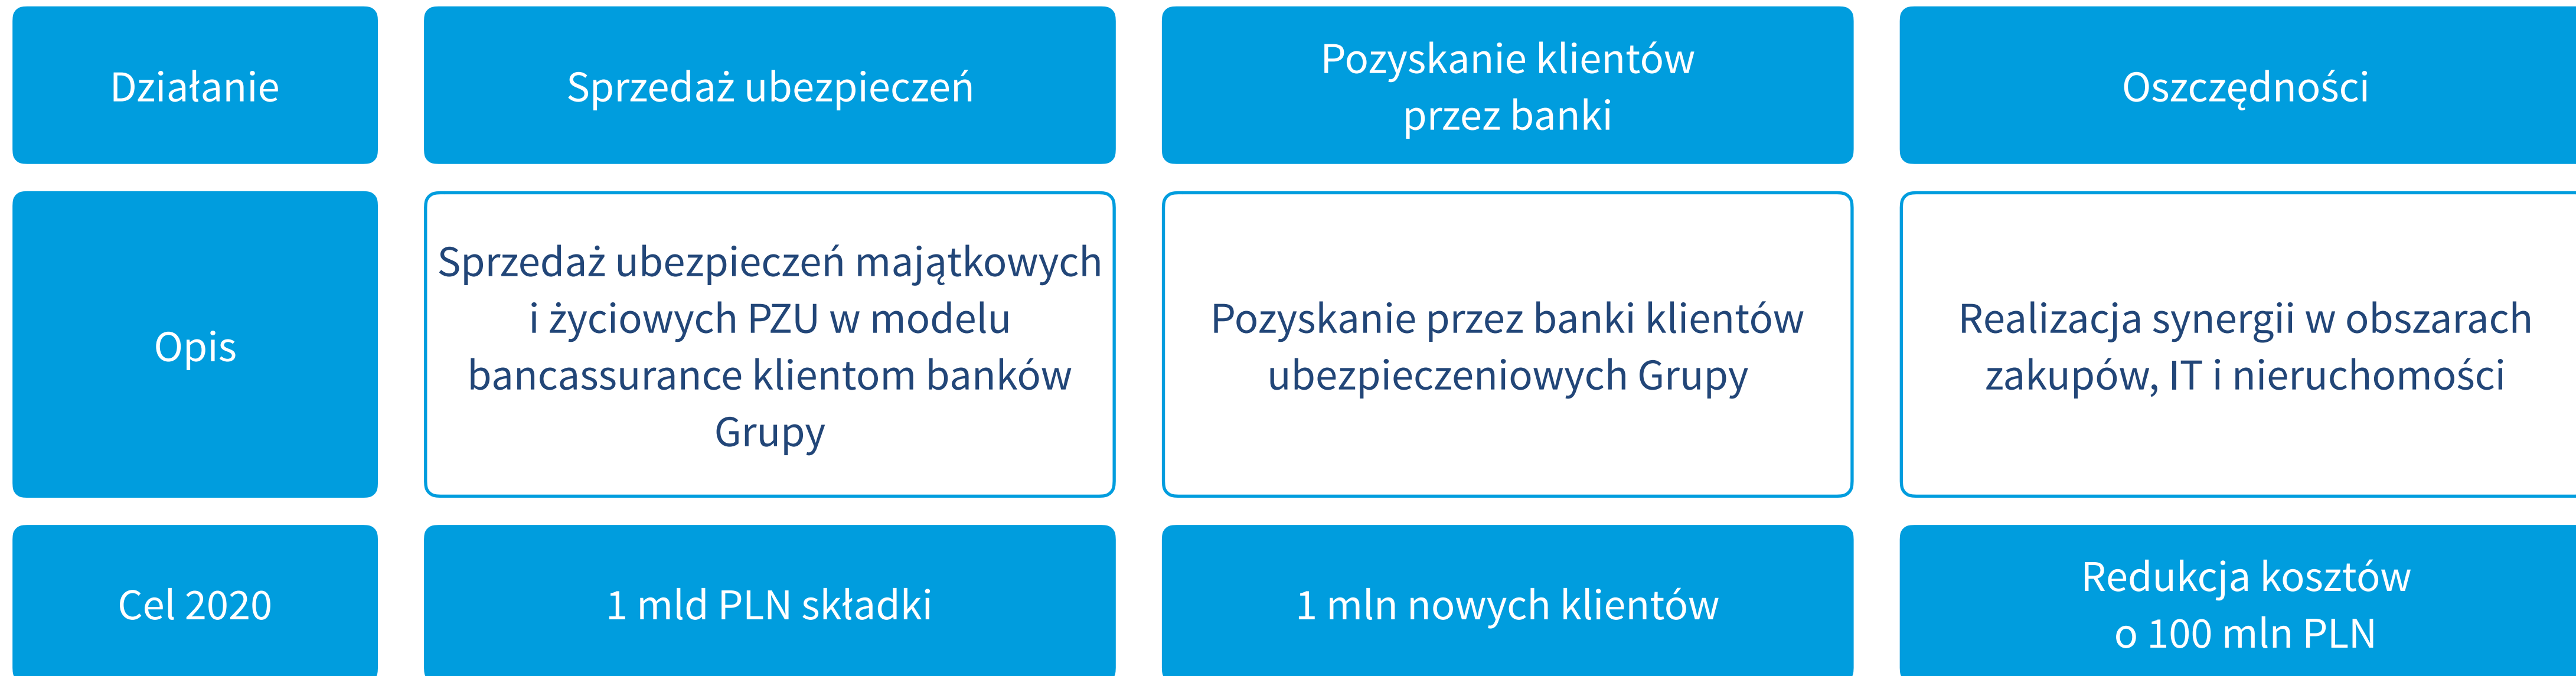 Działanie
Sprzedaż ubezpieczeń
Pozyskanie klientów
przez banki
Oszczędności
Opis
Sprzedaż ubezpieczeń majątkowych
i życiowych PZU w modelu
bancassurance klientom banków
Grupy
Pozyskanie przez banki klientów
ubezpieczeniowych Grupy
Realizacja synergii w obszarach
zakupów, IT i nieruchomości
Cel 2020
1 mld PLN składki
1 mln nowych klientów
Redukcja kosztów
o 100 mln PLN